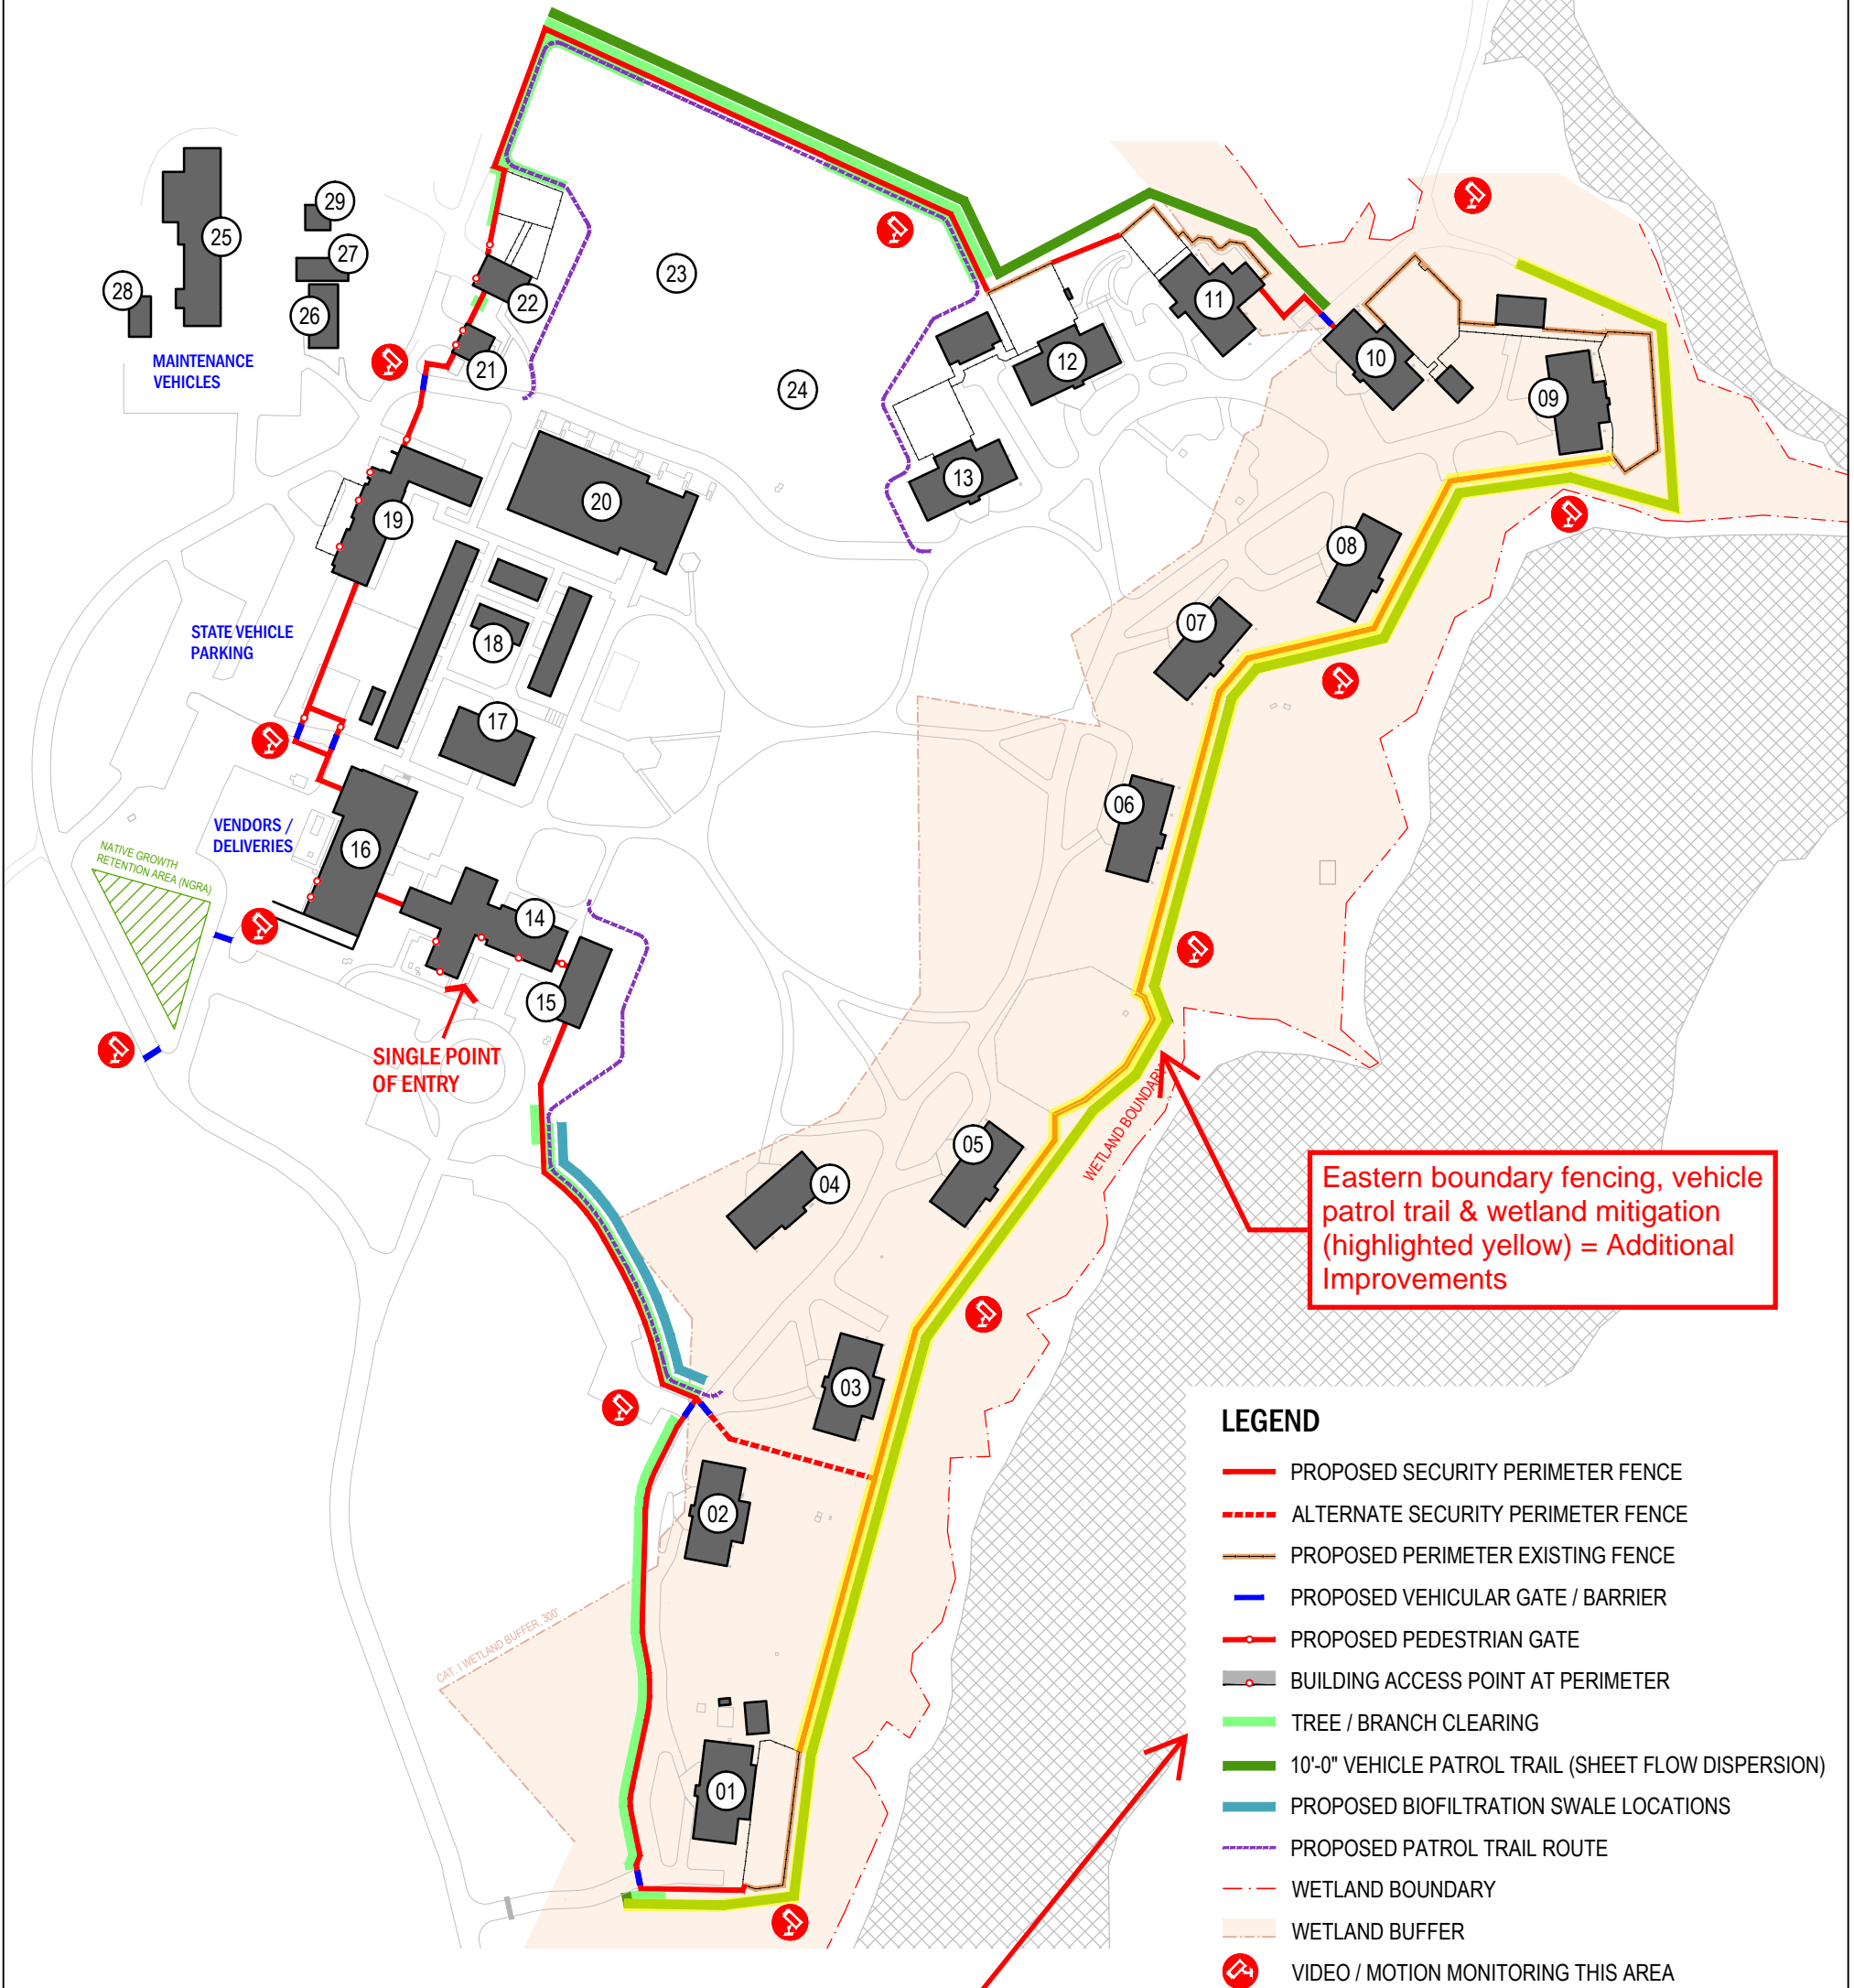 29
25
27
28
26
22
23
21
MAINTENANCE
VEHICLES
24
11
12
10
09
13
20
19
08
07
18
STATE VEHICLE
PARKING
17
06
VENDORS /
DELIVERIES
16
NATIVE GROWTH
RETENTION AREA (NGRA)
14
15
SINGLE POINT
OF ENTRY
WETLAND BOUNDARY
05
04
Eastern boundary fencing, vehicle
patrol trail & wetland mitigation
(highlighted yellow) = Additional
Improvements
03
02
CAT. I WETLAND BUFFER, 300'
01
LEGEND
PROPOSED SECURITY PERIMETER FENCE
ALTERNATE SECURITY PERIMETER FENCE
PROPOSED PERIMETER EXISTING FENCE
PROPOSED VEHICULAR GATE / BARRIER
PROPOSED PEDESTRIAN GATE
BUILDING ACCESS POINT AT PERIMETER
TREE / BRANCH CLEARING
10'-0" VEHICLE PATROL TRAIL (SHEET FLOW DISPERSION)
PROPOSED BIOFILTRATION SWALE LOCATIONS
PROPOSED PATROL TRAIL ROUTE
WETLAND BOUNDARY
WETLAND BUFFER
VIDEO / MOTION MONITORING THIS AREA